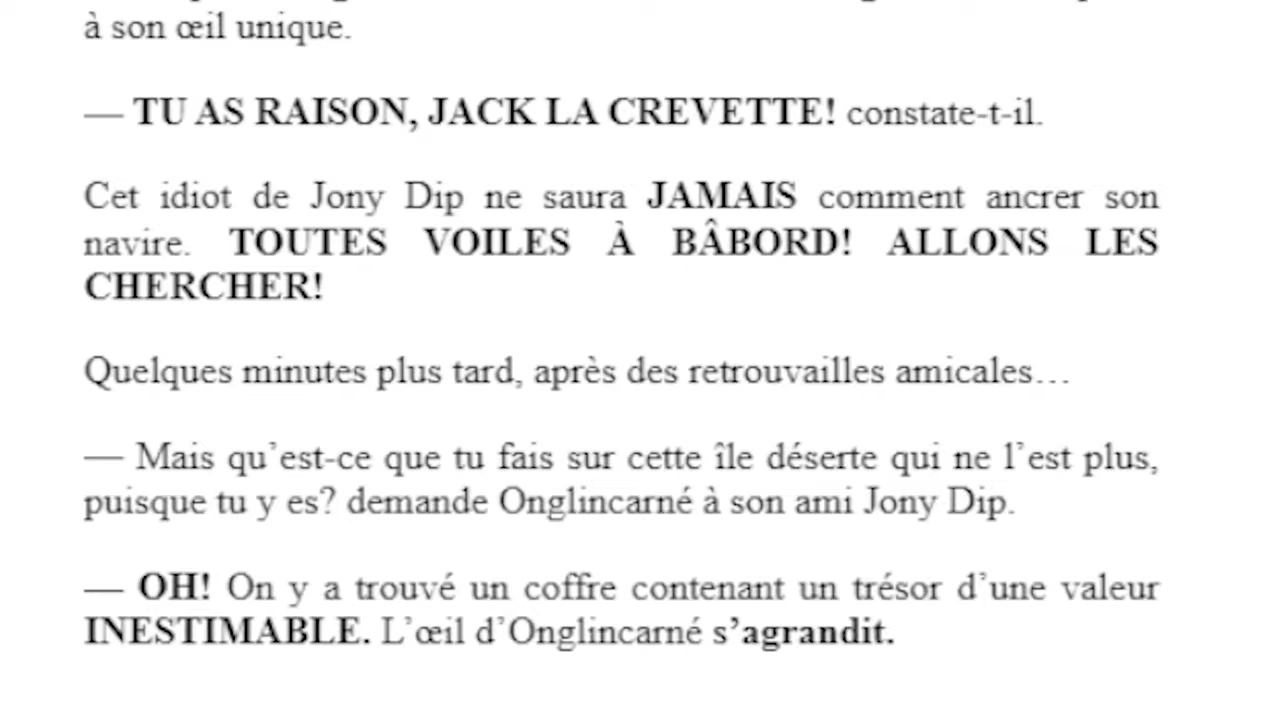 à son œil unique.
— TU AS RAISON, JACK LA CREVETTE! constate-t-il.
Cet idiot de Jony Dip ne saura JAMAIS comment ancrer son
navire. TOUTES VOILES À BÂBORD! ALLONS LES
CHERCHER!
Quelques minutes plus tard, après des retrouvailles amicales…
— Mais qu’est-ce que tu fais sur cette île déserte qui ne l’est plus,
puisque tu y es? demande Onglincarné à son ami Jony Dip.
— OH! On y a trouvé un coffre contenant un trésor d’une valeur
INESTIMABLE. L’œil d’Onglincarné s’agrandit.